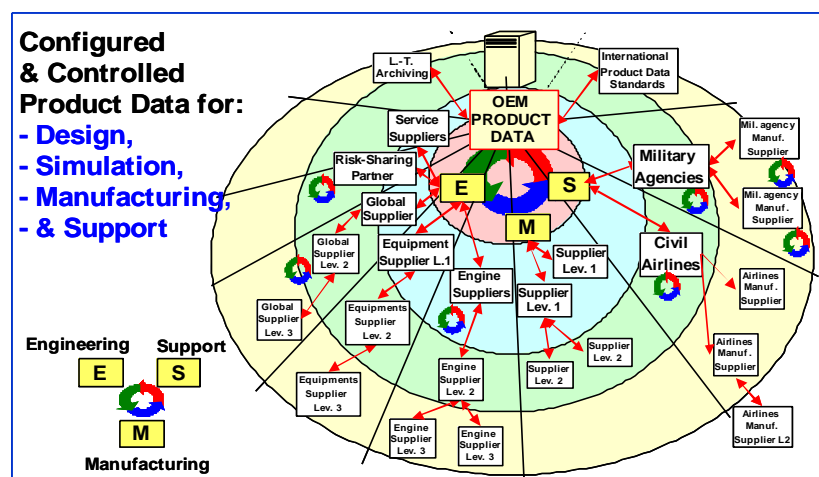 Configured
& Controlled
Product Data for:
- Design,
- Simulation,
- Manufacturing,
- & Support
L.-T.
Archiving
International
Product Data
Standards
OEM
PRODUCT
DATA
Service
Suppliers
Risk-Sharing
Partner
Global
Supplier
E
S
M
Military
Agencies
Mil. agency
Manuf.
Supplier
Mil. agency
Manuf.
Supplier
Global
Supplier
Lev. 2
Equipment
Supplier L.1
Supplier
Lev. 1
Civil
Airlines
Global
Supplier
Lev. 3
Engine
Suppliers
Supplier
Lev. 1
Airlines
Manuf.
Supplier
Equipments
Supplier
Lev. 2
Supplier
Lev. 2
Airlines
Manuf.
Supplier
Equipments
Supplier
Lev. 3
Engine
Supplier
Lev. 2
Supplier
Lev. 2
Engine
Supplier
Lev. 3
Engine
Supplier
Lev. 3
Airlines
Manuf.
Supplier L2
Engineering
Support
E
S
M
Manufacturing